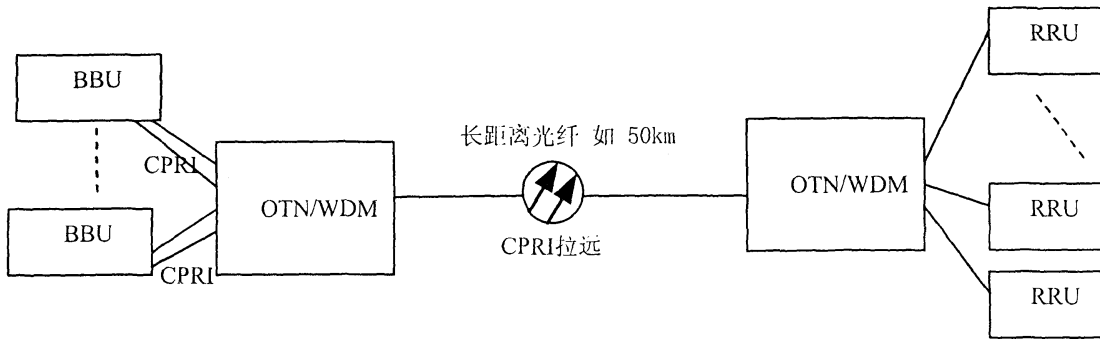 BBU
CPRI
BBU
CPRI
OTN/WDM
长距离光纤 如 50km
CPRI拉远
OTN/WDM
RRU
RRU
RRU